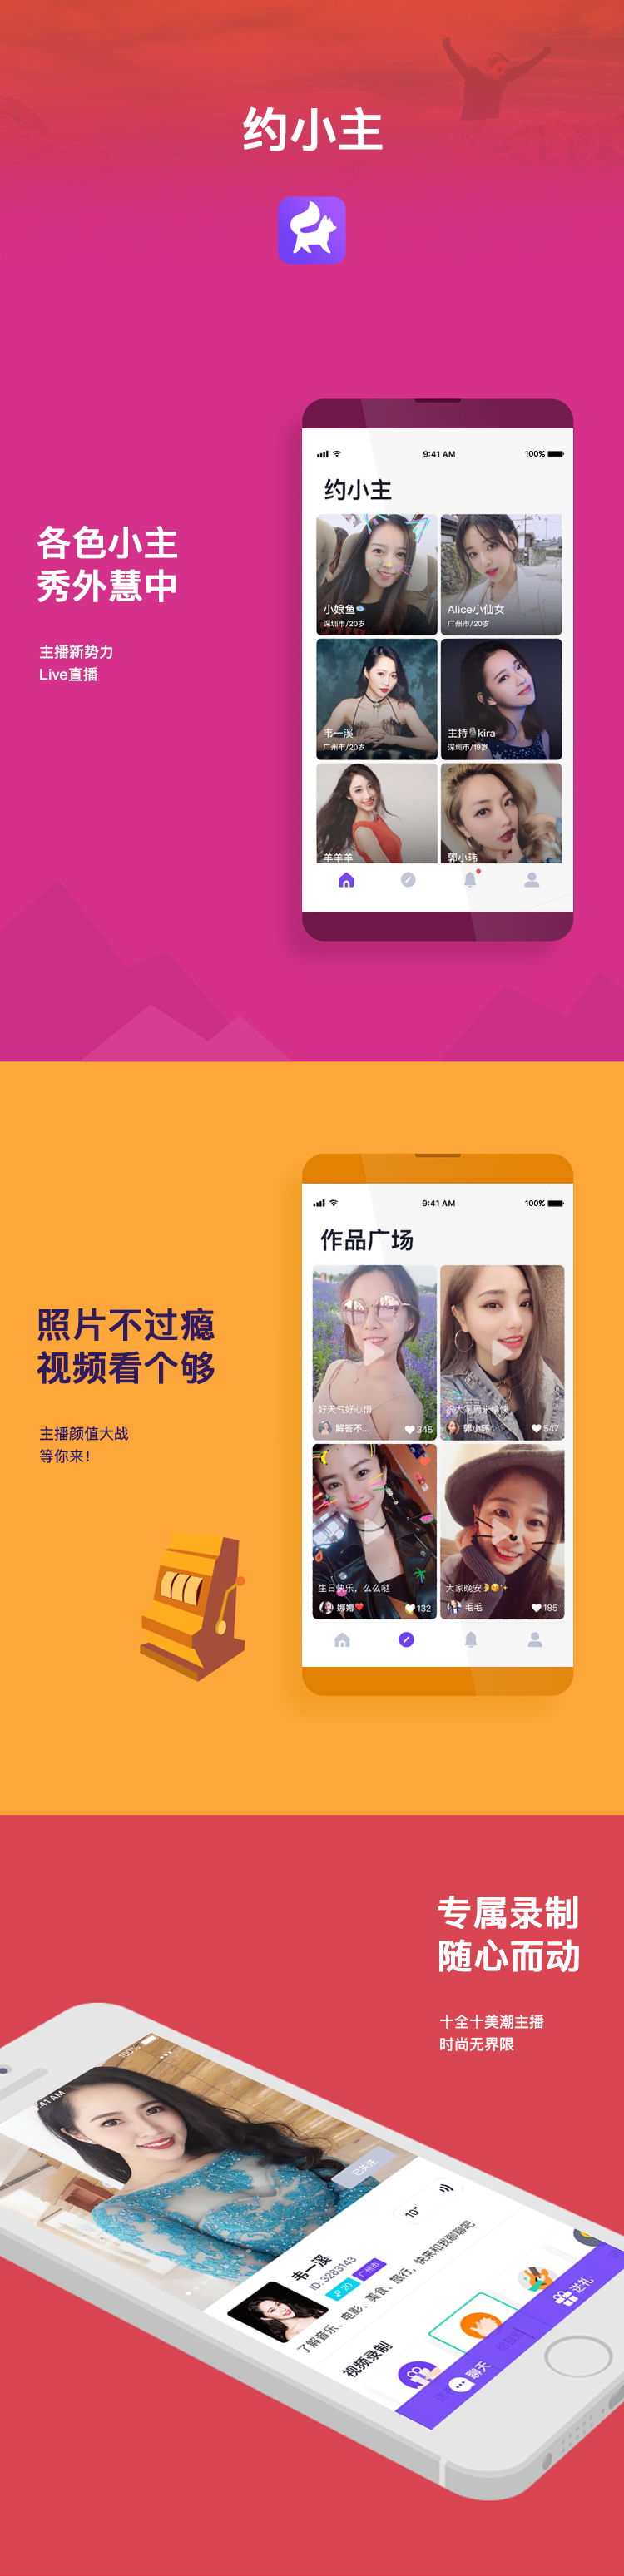 约小主
9:41 AM
100%
约小主
各色小主
秀外慧中
主播新势力
Live直播
小娘鱼🐟
深圳市/20岁
Alice小仙女
广州市/20岁
韦一溪
广州市/20岁
主持🎙kira
深圳市/19岁
羊羊羊
郭小玮
9:41 AM
100%
作品广场
照片不过瘾
视频看个够
主播颜值大战
等你来!
好天气好心情
解答不...
345
祝大家周末愉快
郭小玮
547
生日快乐，么么哒
娜娜❤️
132
大家晚安🌛😘✨
毛毛
185
专属录制
随心而动
十全十美潮主播
时尚无界限
9:41 AM
100%
已关注
韦一溪
ID: 3283143
20
广州市
10"
了解音乐、电影、美食、旅行，快来和我聊聊吧
视频录制
聊天
送礼